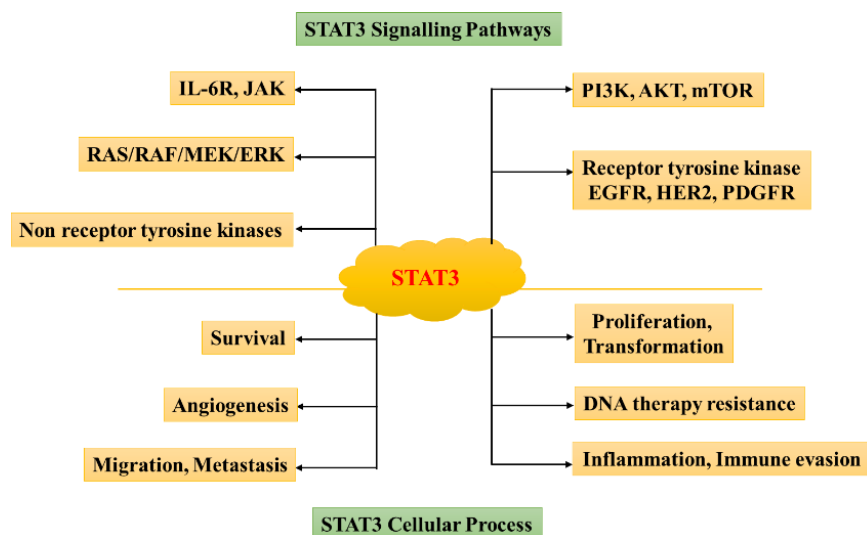 STAT3 Signalling Pathways
IL-6R, JAK
PI3K, AKT, mTOR
RAS/RAF/MEK/ERK
Receptor tyrosine kinase
EGFR, HER2, PDGFR
Non receptor tyrosine kinases
STAT3
Survival
Proliferation,
Transformation
Angiogenesis
DNA therapy resistance
Migration, Metastasis
Inflammation, Immune evasion
STAT3 Cellular Process